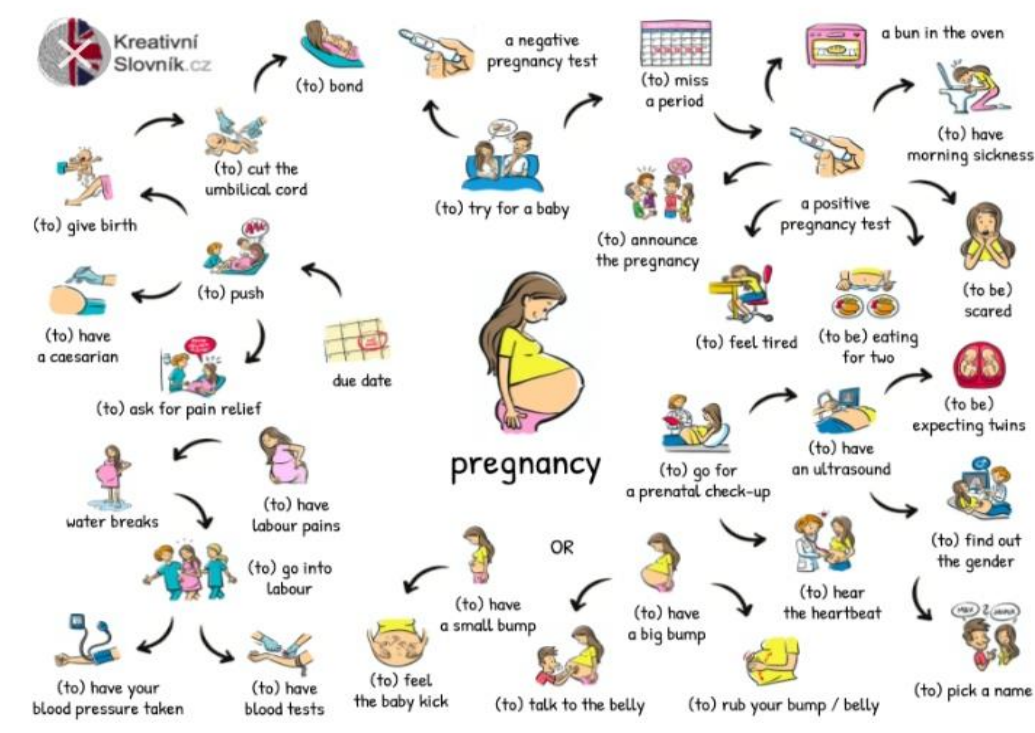 Kreativní
Slovník.cz
(to) bond
a negative
pregnancy test
(to) miss
a period
a bun in the oven
(to) have
morning sickness
(to) cut the
umbilical cord
(to) try for a baby
(to) give birth
(to) announce
the pregnancy
a positive
pregnancy test
(to be)
scared
(to) push
(to) have
a caesarian
due date
(to) feel tired
(to be) eating
for two
(to) ask for pain relief
(to be)
expecting twins
pregnancy
(to) go for
a prenatal check-up
(to) have
an ultrasound
water breaks
(to) have
labour pains
(to) find out
the gender
(to) go into
labour
OR
(to) have
a small bump
(to) have
a big bump
(to) hear
the heartbeat
(to) have your
blood pressure taken
(to) have
blood tests
(to) feel
the baby kick
(to) talk to the belly
(to) rub your bump / belly
(to) pick a name